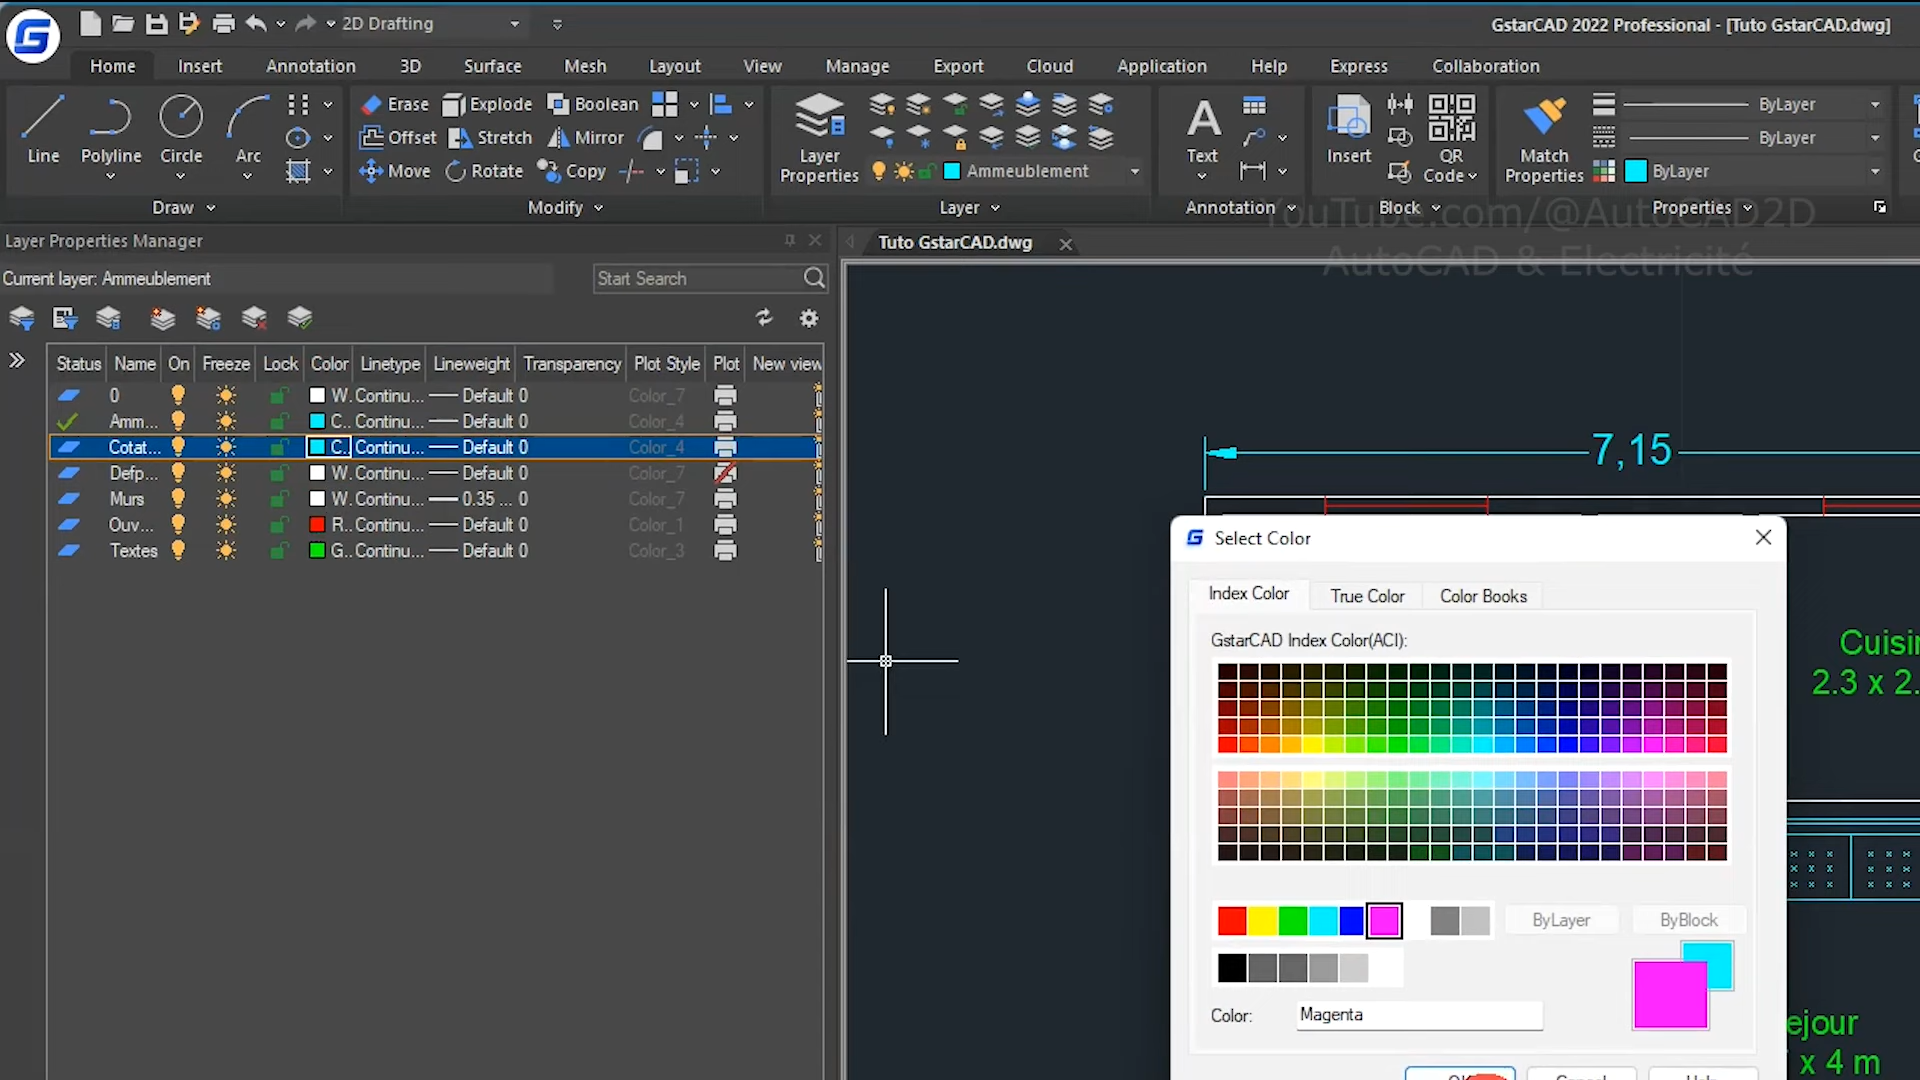 2D Drafting
GstarCAD 2022 Professional - [Tuto GstarCAD.dwg]
Home Insert Annotation 3D Surface Mesh Layout View Manage Export Cloud Application Help Express Collaboration
Line Polyline Circle Arc
Draw
Erase Explode Boolean
Offset Stretch Mirror
Move Rotate Copy
Modify
Layer Properties
Ammeublement
Layer
Text
Annotation
Insert
QR Code
Block
Match Properties
ByLayer
ByLayer
ByLayer
Properties
YouTube.com/@AutoCAD2D
AutoCAD & Electricité
Layer Properties Manager
Tuto GstarCAD.dwg
Current layer: Ammeublement
Start Search
Status Name On Freeze Lock Color Linetype Lineweight Transparency Plot Style Plot New view
0 W. Continu... Default 0 Color_7
Amm... C.. Continu... Default 0 Color_4
Cotat... C.. Continu... Default 0 Color_4
Defp... W. Continu... Default 0 Color_7
Murs W. Continu... 0.35 ... 0 Color_7
Ouv... R.. Continu... Default 0 Color_1
Textes G.. Continu... Default 0 Color_3
7,15
Select Color
Index Color True Color Color Books
GstarCAD Index Color(ACI):
ByLayer ByBlock
Color: Magenta
2.3 x 2.
ejour
x 4 m